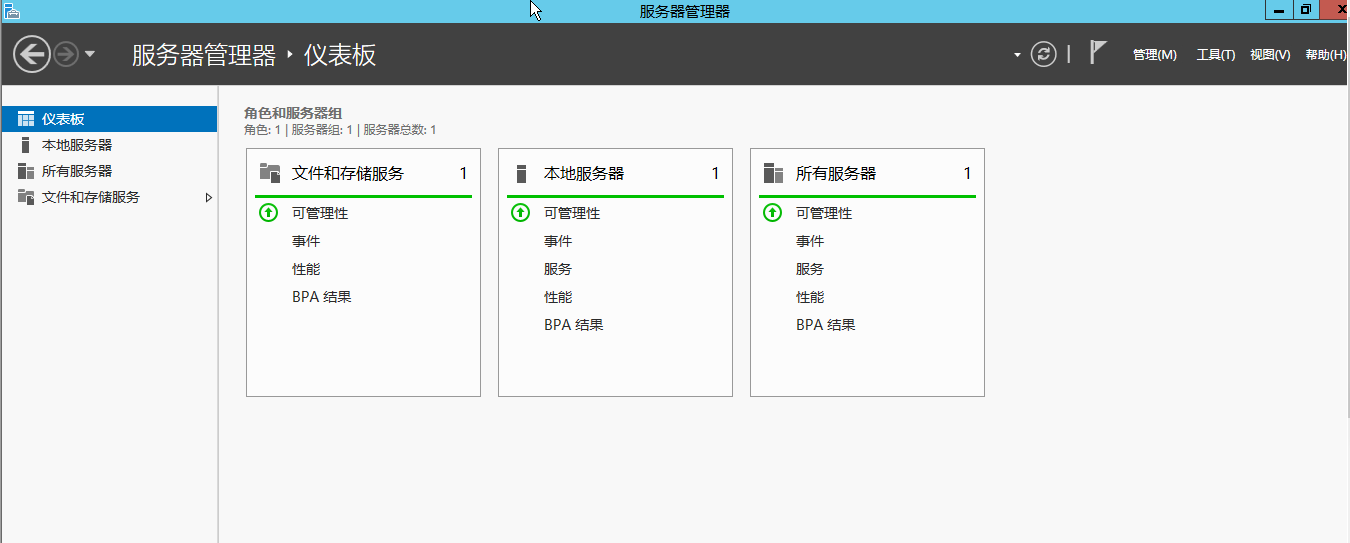 服务器管理器
服务器管理器 ‣ 仪表板
管理(M) 工具(T) 视图(V) 帮助(H)
仪表板
本地服务器
所有服务器
文件和存储服务
角色和服务器组
角色: 1 | 服务器组: 1 | 服务器总数: 1
文件和存储服务 1
可管理性
事件
性能
BPA 结果
本地服务器 1
可管理性
事件
服务
性能
BPA 结果
所有服务器 1
可管理性
事件
服务
性能
BPA 结果